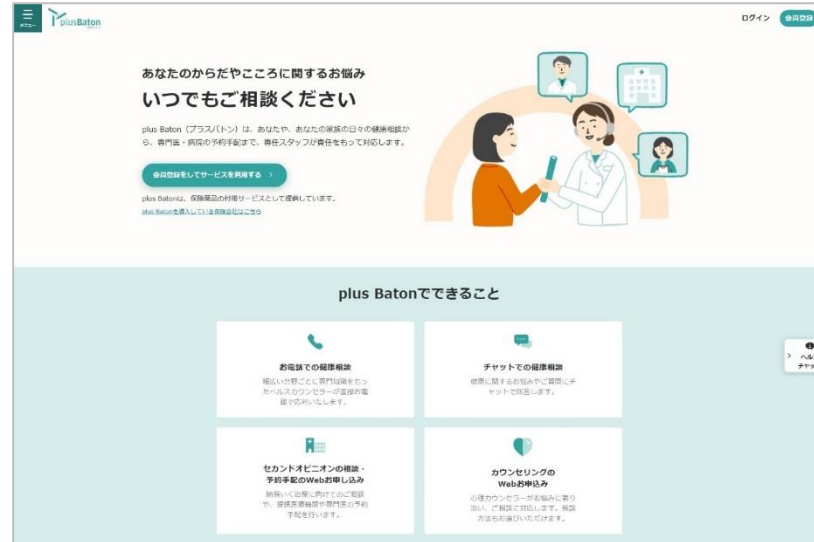 メニュー
plusBaton
ログイン
会員登録
あなたのからだやこころに関するお悩み
いつでもご相談ください
plus Baton（プラスバトン）は、あなたや、あなたの家族の日々の健康相談か
ら、専門医・病院の予約手配まで、専任スタッフが責任をもって対応します。
会員登録をしてサービスを利用する
plus Batonは、保険商品の付帯サービスとして提供しています。
plus Batonを導入している保険会社はこちら
plus Batonでできること
お電話での健康相談
幅広い分野ごとに専門知識をもっ
たヘルスカウンセラーが直接お電
話で応対いたします。
チャットでの健康相談
健康に関するお悩みやご質問にチ
ャットで回答します。
ヘル
チャッ
セカンドオピニオンの相談・
予約手配のWebお申し込み
納得いく治療に向けてのご相談
や、提携医療機関や専門医の予約
手配を行います。
カウンセリングの
Webお申込み
心理カウンセラーがお悩みに寄り
添い、ご相談に対応します。相談
方法もお選びいただけます。